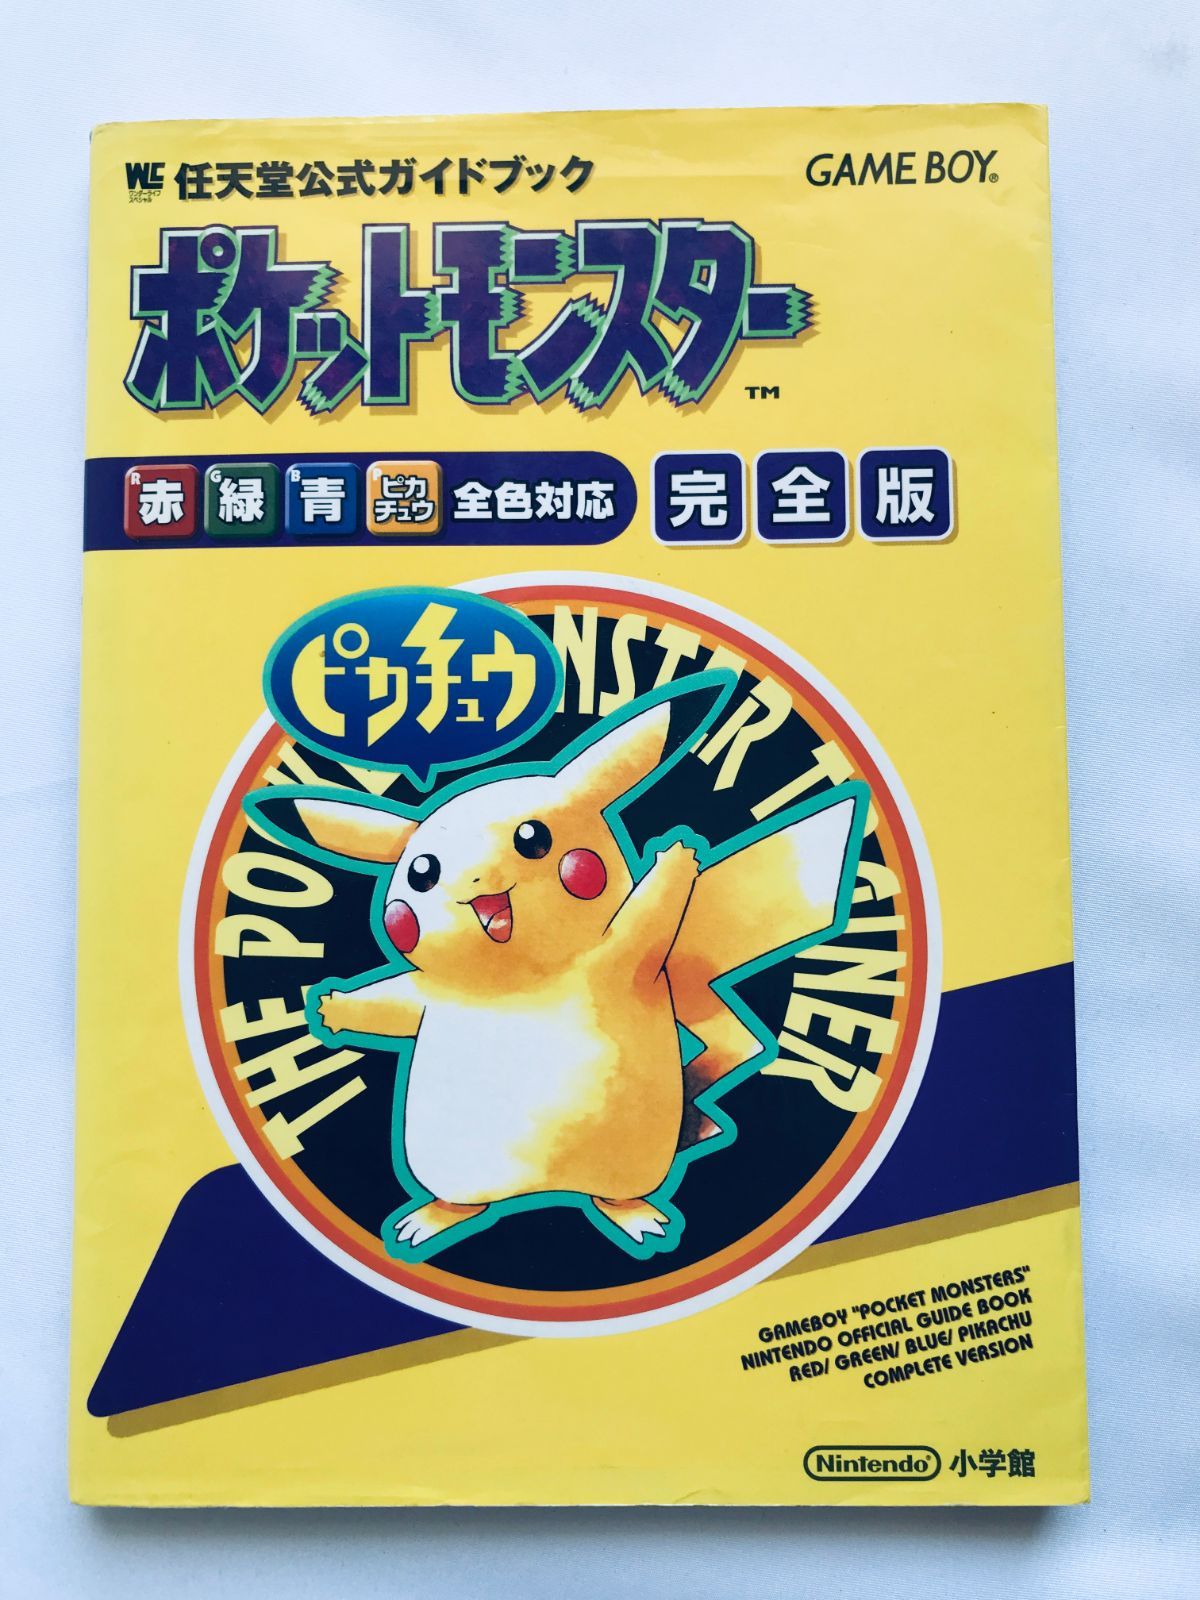 WL 任天堂公式ガイドブック
ワンダーライフ
スペシャル
GAME BOY®
ポケットモンスター
TM
R 赤 G 緑 B 青 P ピカチュウ 全色対応 完全版
ピカチュウ
THE POKE NSTER TRAINER
GAMEBOY "POCKET MONSTERS"
NINTENDO OFFICIAL GUIDE BOOK
RED/ GREEN/ BLUE/ PIKACHU
COMPLETE VERSION
Nintendo® 小学館